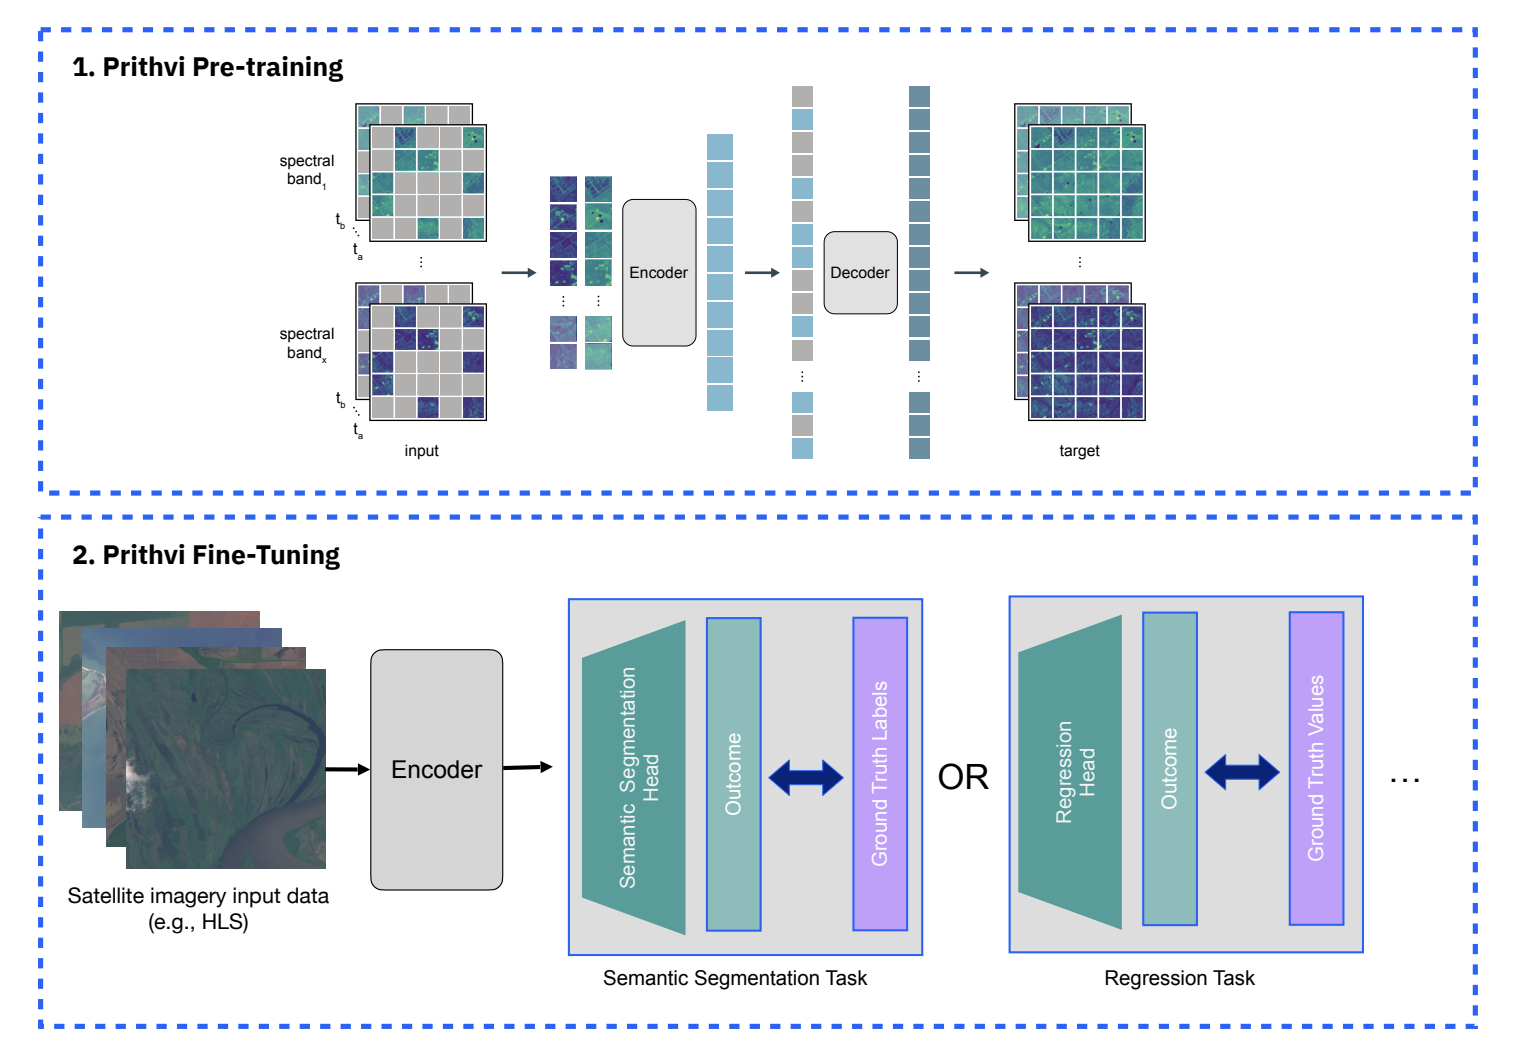 1. Prithvi Pre-training
spectral
band1
tb
⋱
ta
⋮
spectral
bandx
tb
⋱
ta
input
⋮ ⋮
Encoder
⋮
Decoder
⋮
⋮
target
2. Prithvi Fine-Tuning
Satellite imagery input data
(e.g., HLS)
Encoder
Semantic Segmentation
Head
Outcome
Ground Truth Labels
Semantic Segmentation Task
OR
Regression
Head
Outcome
Ground Truth Values
Regression Task
...